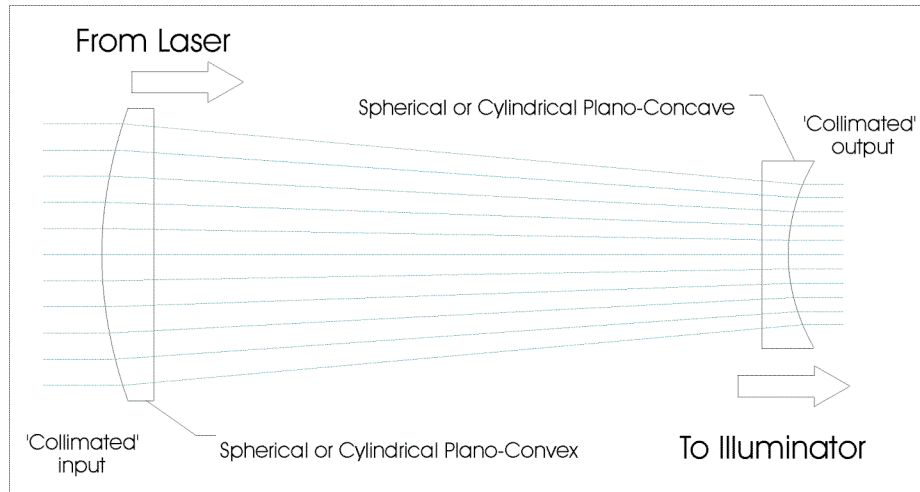 From Laser
Spherical or Cylindrical Plano-Concave
'Collimated'
output
'Collimated'
input
Spherical or Cylindrical Plano-Convex
To Illuminator